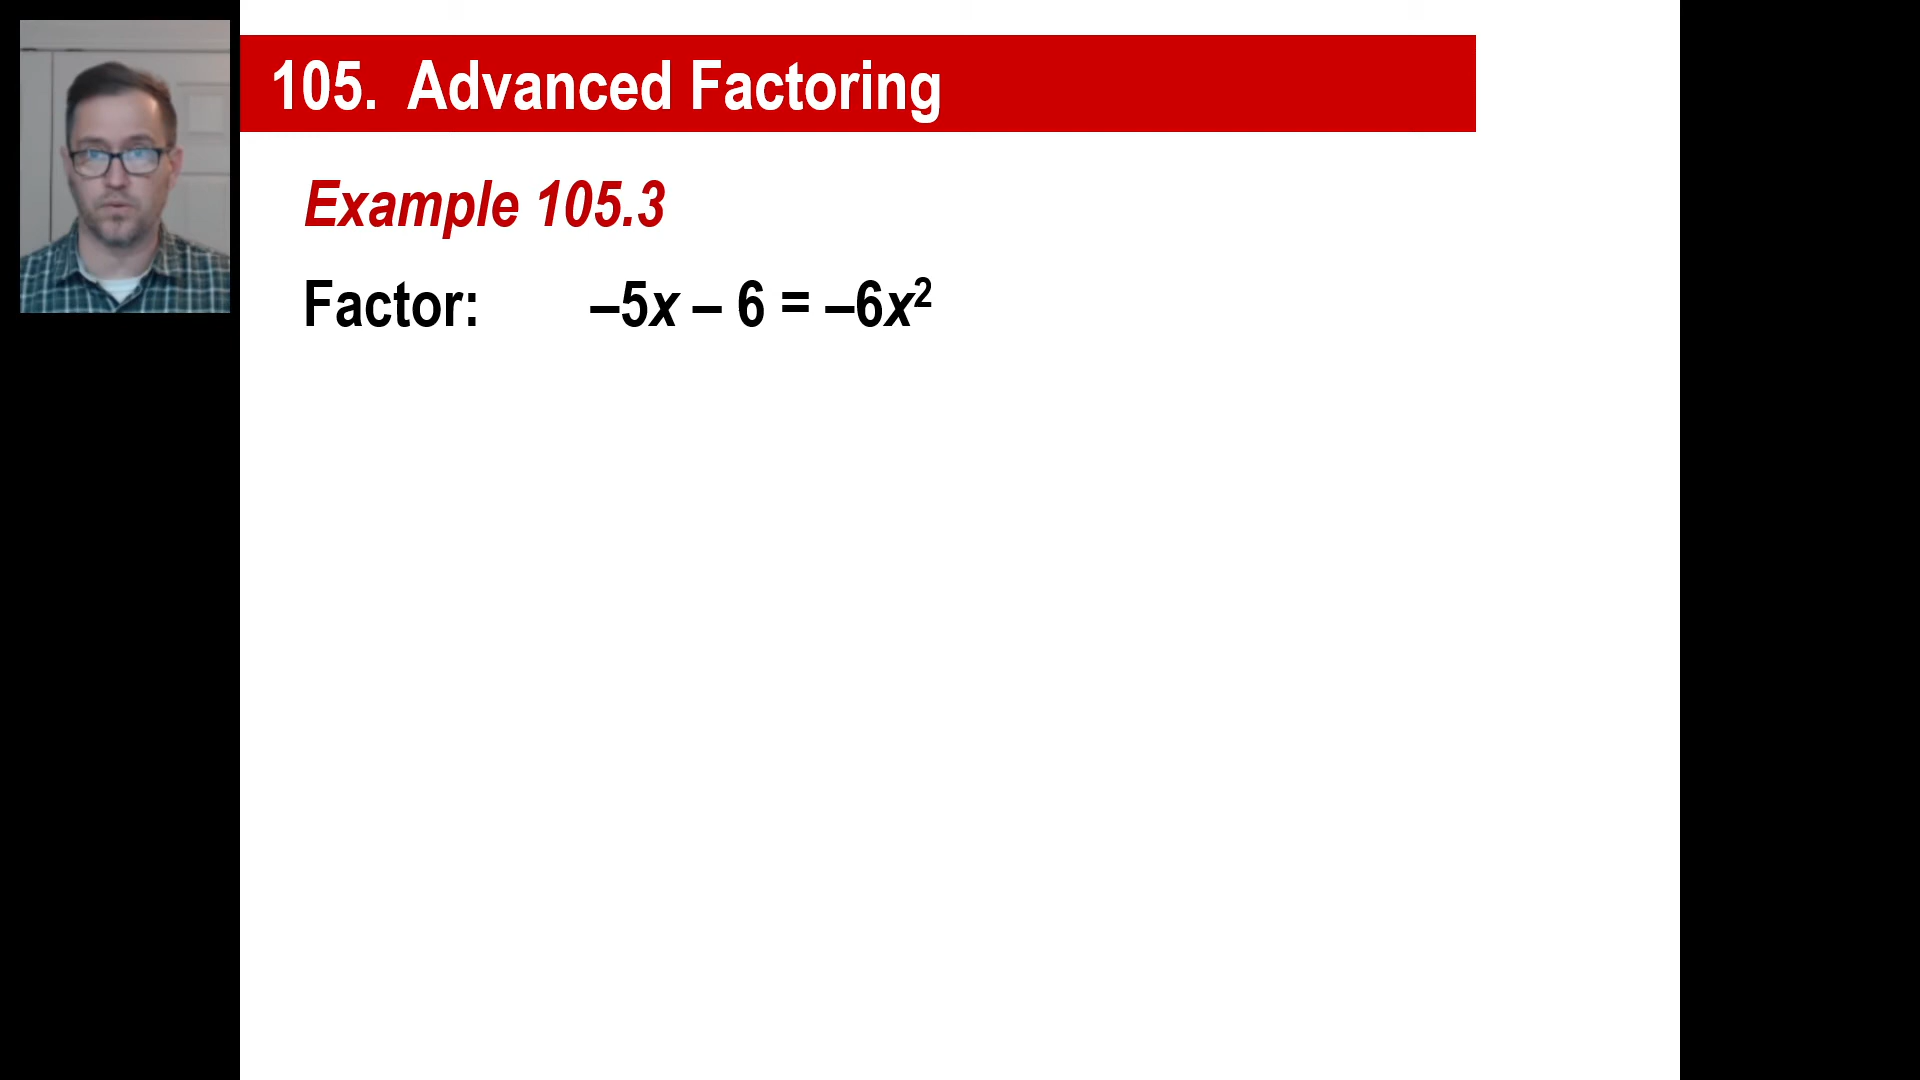 105. Advanced Factoring
Example 105.3
Factor: –5x – 6 = –6x²